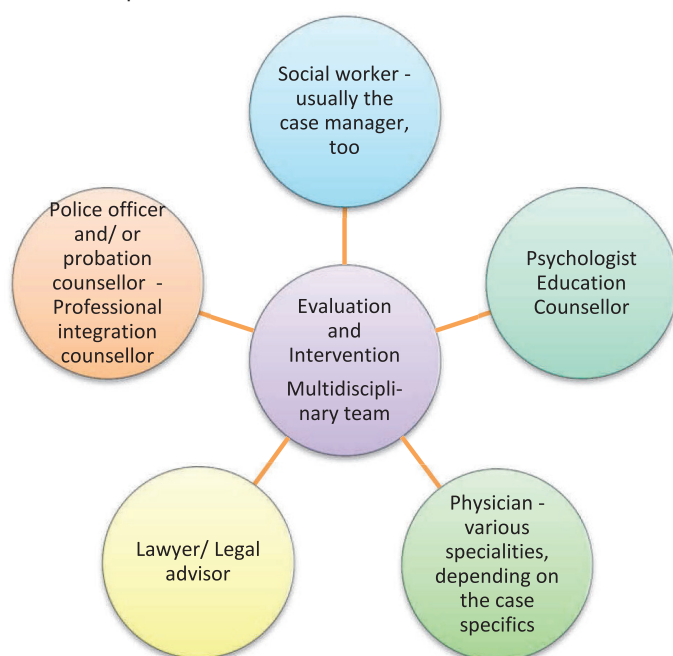 Social worker -
usually the
case manager,
too
Police officer
and/ or
probation
counsellor -
Professional
integration
counsellor
Psychologist
Education
Counsellor
Evaluation
and
Intervention
Multidiscipli-
nary team
Lawyer/ Legal
advisor
Physician -
various
specialities,
depending on
the case
specifics